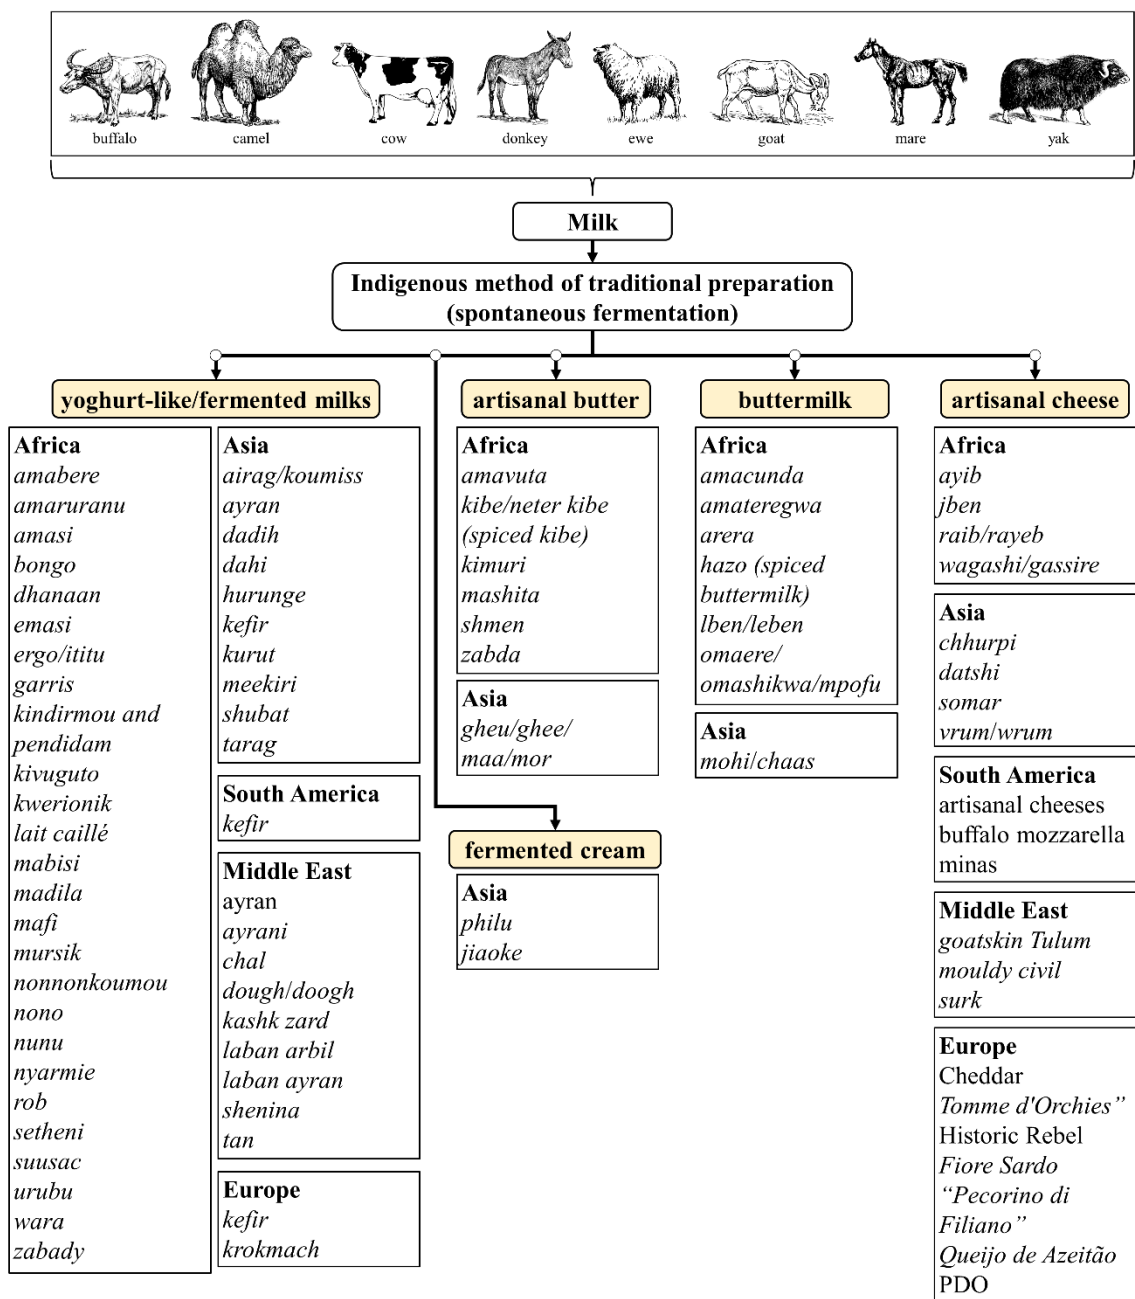 buffalo
camel
cow
donkey
ewe
goat
mare
yak
Milk
Indigenous method of traditional preparation
(spontaneous fermentation)
yoghurt-like/fermented milks
Africa
amabere
amaruranu
amasi
bongo
dhanaan
emasi
ergo/ititu
garris
kindirmou and
pendidam
kivuguto
kwerionik
lait caillé
mabisi
madila
mafi
mursik
nonnonkoumou
nono
nunu
nyarmie
rob
setheni
suusac
urubu
wara
zabady
Asia
airag/koumiss
ayran
dadih
dahi
hurunge
kefir
kurut
meekiri
shubat
tarag
South America
kefir
Middle East
ayran
ayrani
chal
dough/doogh
kashk zard
laban arbil
laban ayran
shenina
tan
Europe
kefir
krokmach
artisanal butter
Africa
amavuta
kibe/neter kibe
(spiced kibe)
kimuri
mashita
shmen
zabda
Asia
gheu/ghee/
maa/mor
fermented cream
Asia
philu
jiaoke
buttermilk
Africa
amacunda
amateregwa
arera
hazo (spiced
buttermilk)
lben/leben
omaere/
omashikwa/mpofu
Asia
mohi/chaas
artisanal cheese
Africa
ayib
jben
raib/rayeb
wagashi/gassire
Asia
chhurpi
datshi
somar
vrum/wrum
South America
artisanal cheeses
buffalo mozzarella
minas
Middle East
goatskin Tulum
mouldy civil
surk
Europe
Cheddar
Tomme d'Orchies”
Historic Rebel
Fiore Sardo
“Pecorino di
Filiano”
Queijo de Azeitão
PDO